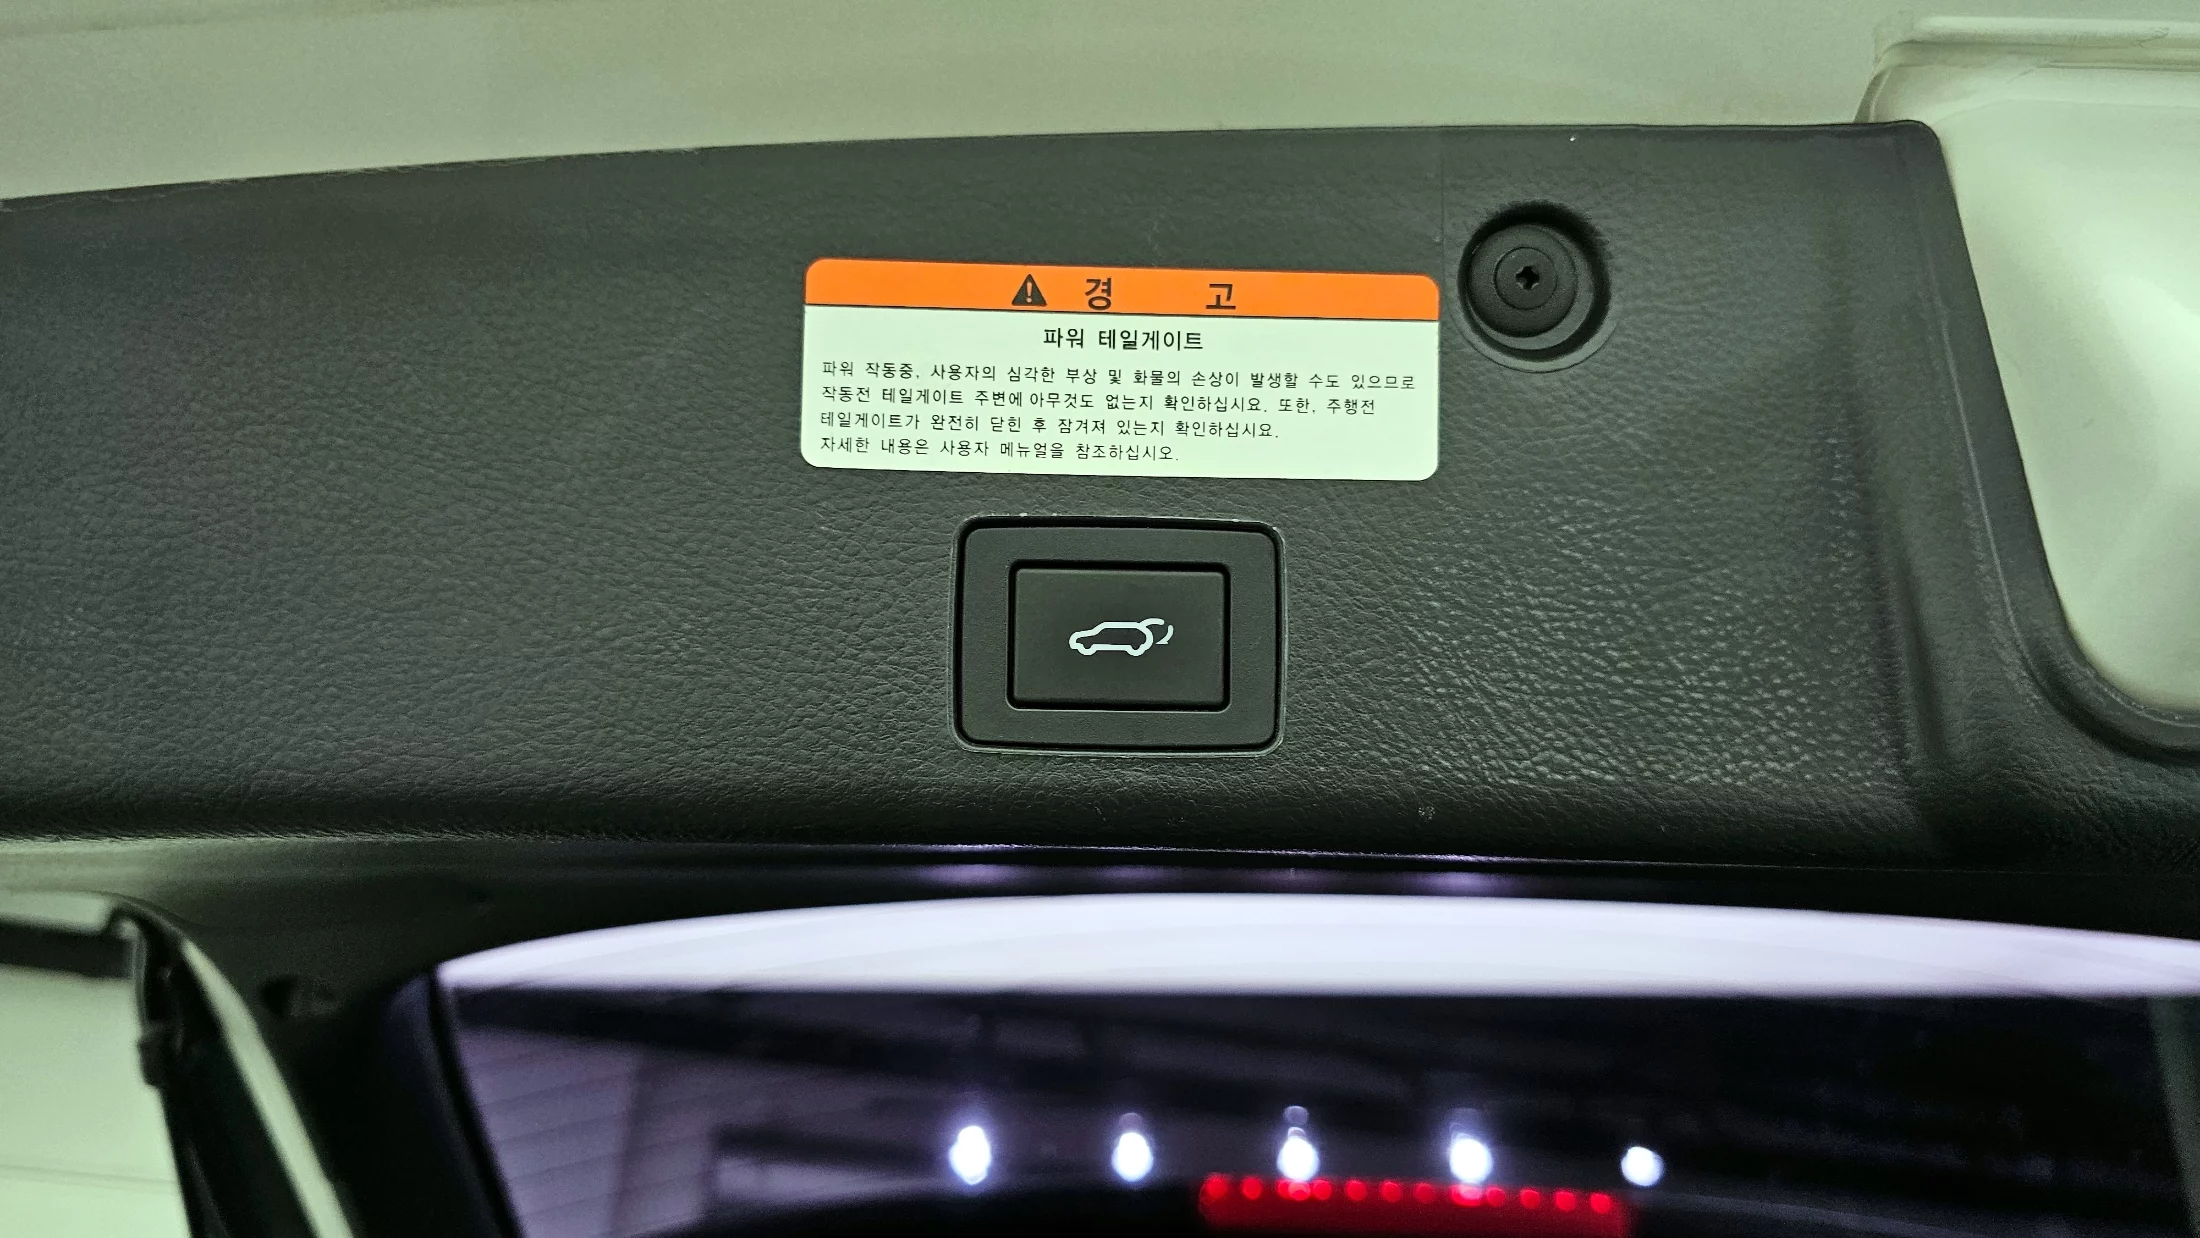 경 고
파워 테일게이트
파워 작동중, 사용자의 심각한 부상 및 화물의 손상이 발생할 수도 있으므로
작동전 테일게이트 주변에 아무것도 없는지 확인하십시요. 또한, 주행전
테일게이트가 완전히 닫힌 후 잠겨져 있는지 확인하십시요.
자세한 내용은 사용자 메뉴얼을 참조하십시오.